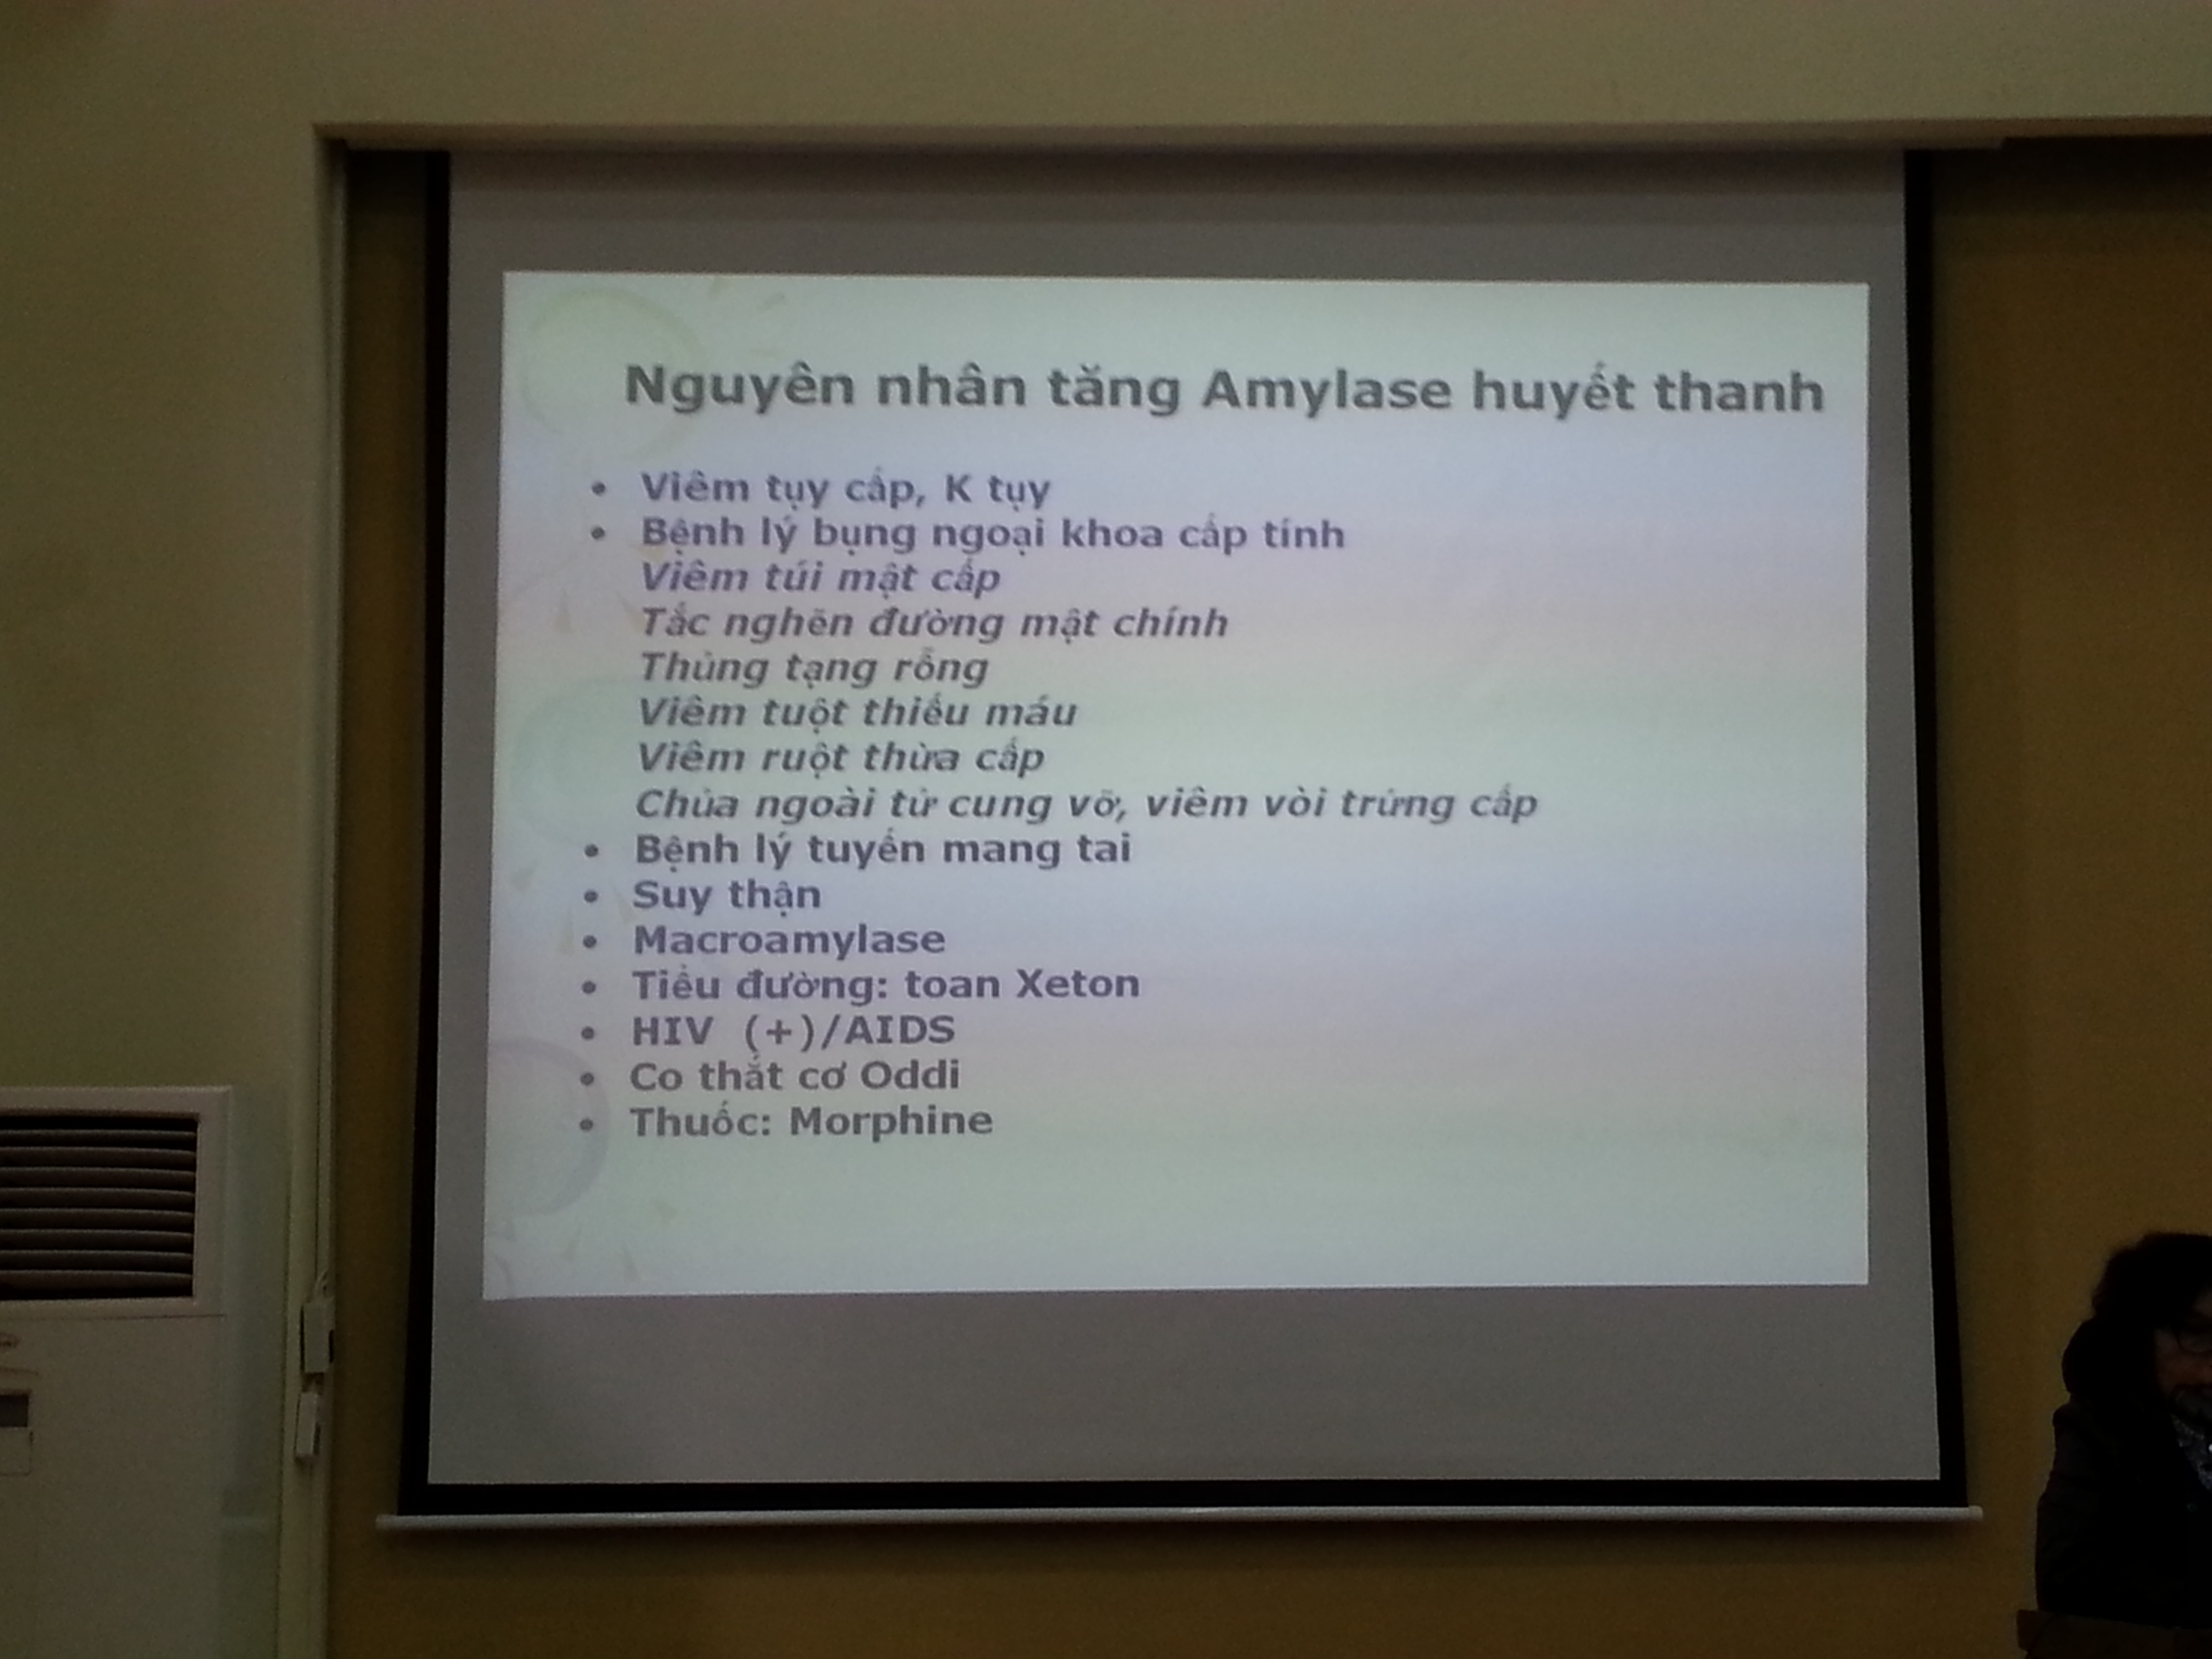 Nguyên nhân tăng Amylase huyết thanh
• Viêm tụy cấp, K tụy
• Bệnh lý bụng ngoại khoa cấp tính
Viêm túi mật cấp
Tắc nghẽn đường mật chính
Thủng tạng rỗng
Viêm tuột thiếu máu
Viêm ruột thừa cấp
Chửa ngoài tử cung vỡ, viêm vòi trứng cấp
• Bệnh lý tuyến mang tai
• Suy thận
• Macroamylase
• Tiểu đường: toan Xeton
• HIV (+)/AIDS
• Co thắt cơ Oddi
• Thuốc: Morphine